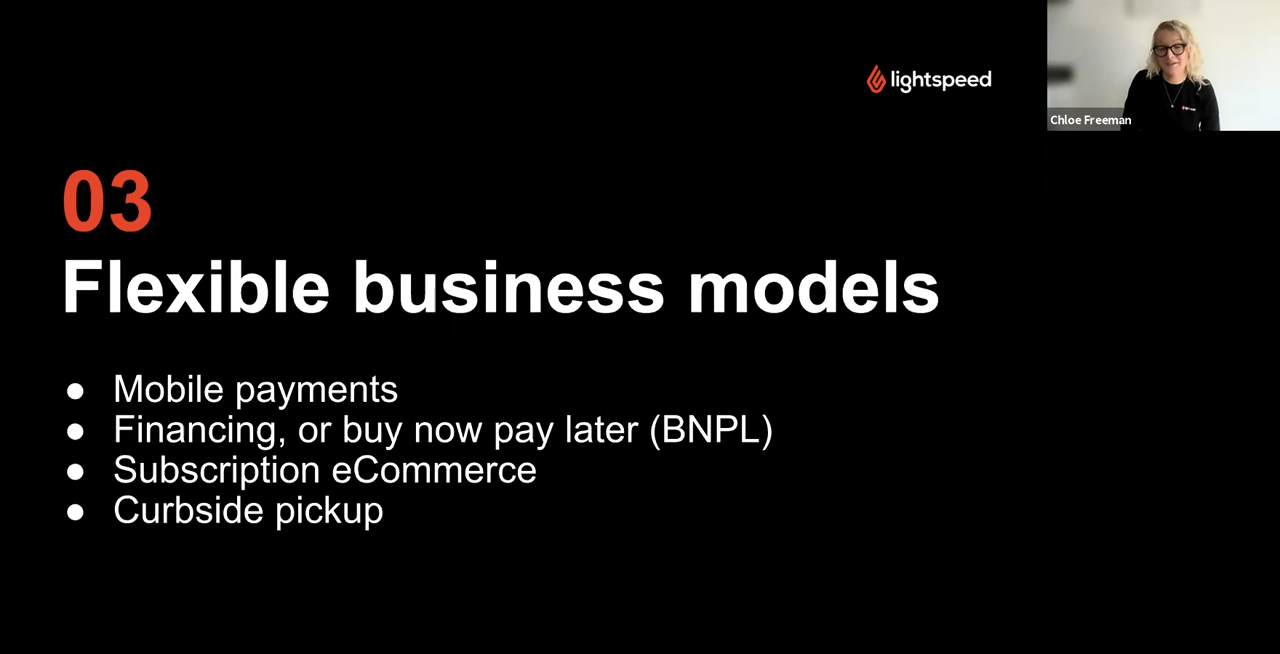 lightspeed
Chloe Freeman
03
Flexible business models
● Mobile payments
● Financing, or buy now pay later (BNPL)
● Subscription eCommerce
● Curbside pickup